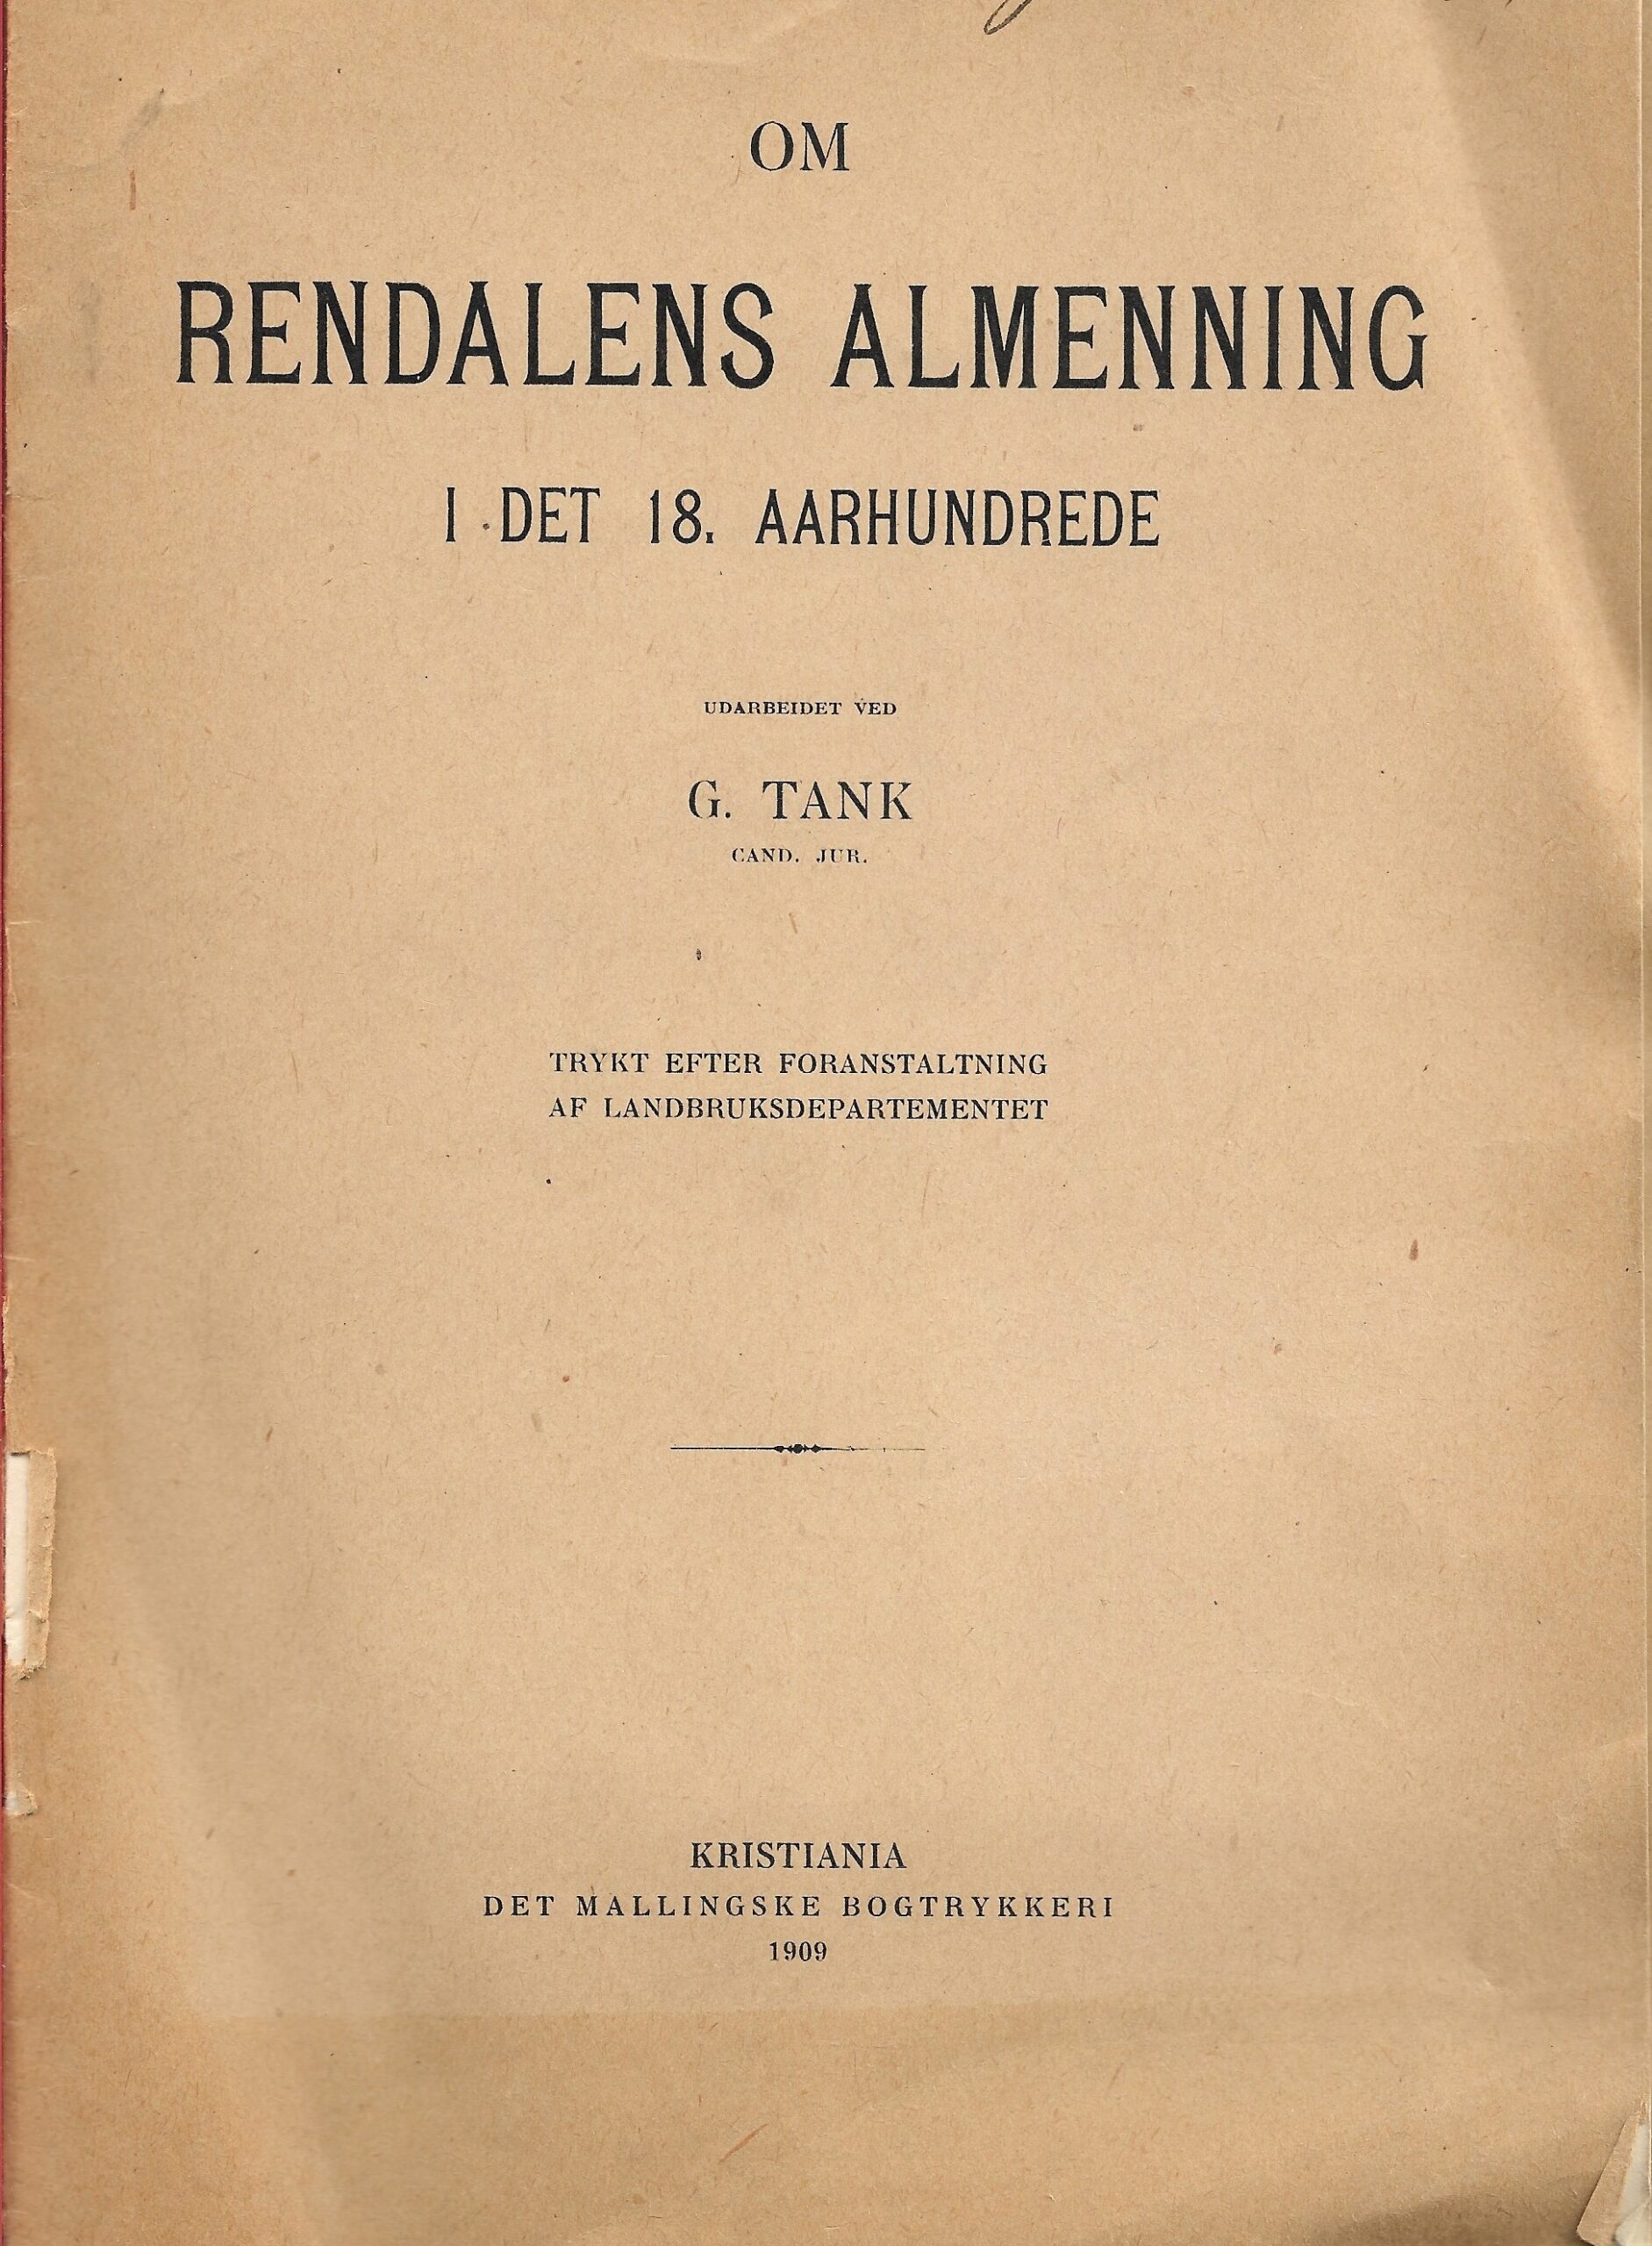 OM
RENDALENS ALMENNING
I DET 18. AARHUNDREDE
UDARBEIDET VED
G. TANK
CAND. JUR.
TRYKT EFTER FORANSTALTNING
AF LANDBRUKSDEPARTEMENTET
KRISTIANIA
DET MALLINGSKE BOGTRYKKERI
1909